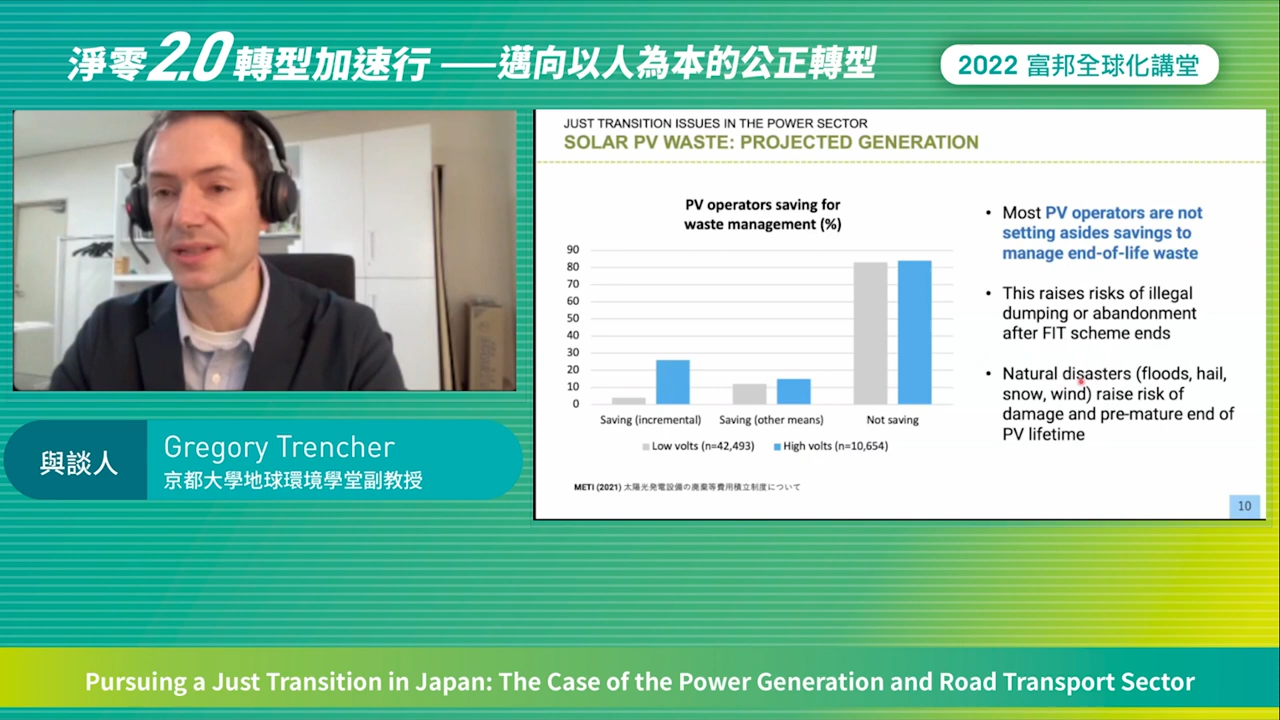 淨零2.0轉型加速行——邁向以人為本的公正轉型
2022 富邦全球化講堂
JUST TRANSITION ISSUES IN THE POWER SECTOR
SOLAR PV WASTE: PROJECTED GENERATION
PV operators saving for
waste management (%)
90
80
70
60
50
40
30
20
10
0
Saving (incremental)
Saving (other means)
Not saving
Low volts (n=42,493)
High volts (n=10,654)
METI (2021) 太陽光発電設備の廃棄等費用積立制度について
• Most PV operators are not
setting asides savings to
manage end-of-life waste
• This raises risks of illegal
dumping or abandonment
after FIT scheme ends
• Natural disasters (floods, hail,
snow, wind) raise risk of
damage and pre-mature end of
PV lifetime
10
與談人
Gregory Trencher
京都大學地球環境學堂副教授
Pursuing a Just Transition in Japan: The Case of the Power Generation and Road Transport Sector